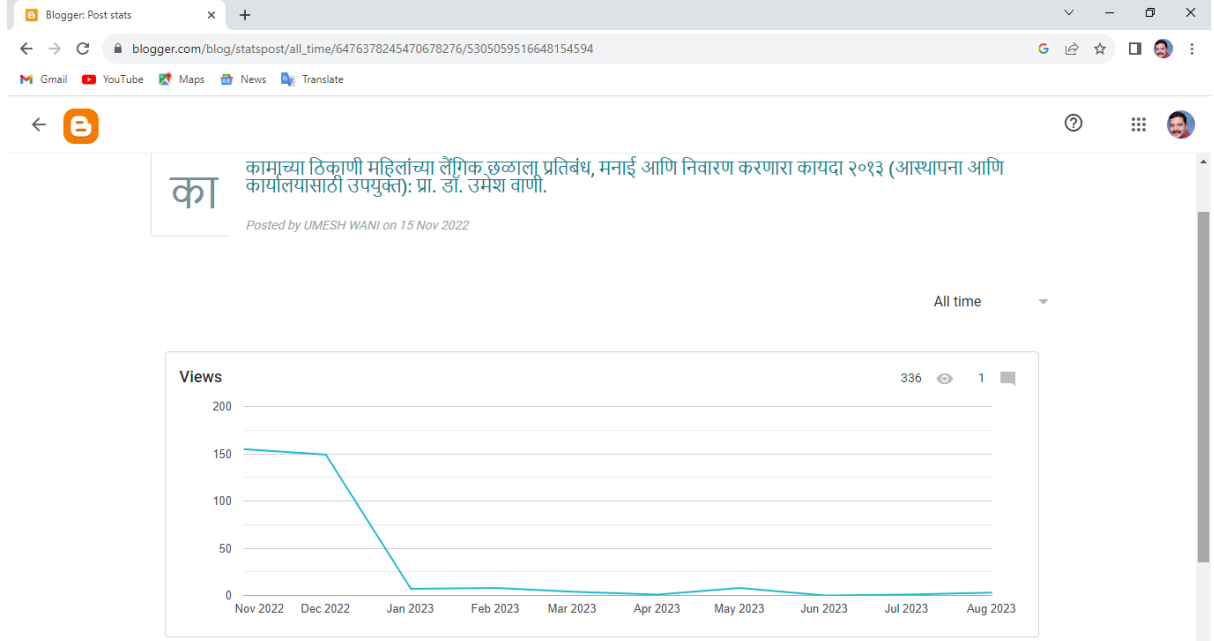 Blogger: Post stats
blogger.com/blog/statspost/all_time/6476378245470678276/5305059516648154594
Gmail YouTube Maps News Translate
का
कामाच्या ठिकाणी महिलांच्या लैंगिक छळाला प्रतिबंध, मनाई आणि निवारण करणारा कायदा २०१३ (आस्थापना आणि
कार्यालयासाठी उपयुक्त): प्रा. डॉ. उमेश वाणी.
Posted by UMESH WANI on 15 Nov 2022
All time
Views 336 1
200
150
100
50
0
Nov 2022 Dec 2022 Jan 2023 Feb 2023 Mar 2023 Apr 2023 May 2023 Jun 2023 Jul 2023 Aug 2023